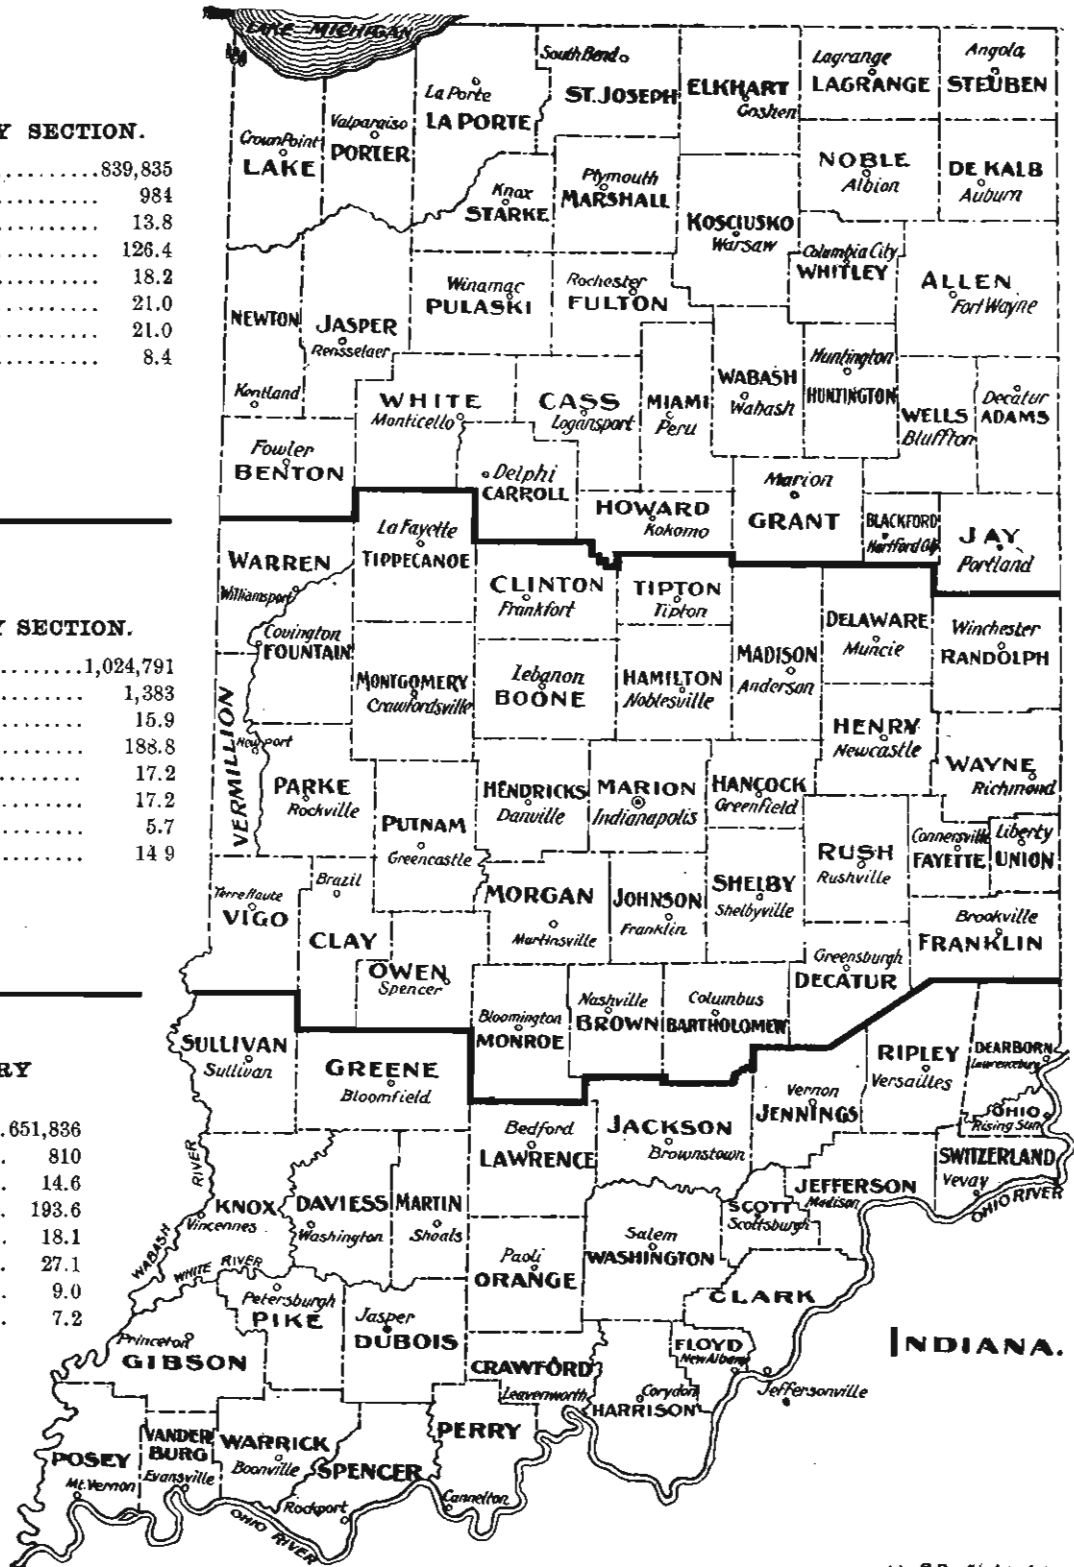 LAKE MICHIGAN
South Bend
ST. JOSEPH
ELKHART
Goshen
Lagrange
LAGRANGE
Angola
STEUBEN
La Porte
LA PORTE
Y SECTION.
Crown Point
LAKE
Valparaiso
PORTER
NOBLE
Albion
DE KALB
Auburn
..........839,835
.......... 984
.......... 13.8
.......... 126.4
.......... 18.2
.......... 21.0
.......... 21.0
.......... 8.4
Knox
STARKE
Plymouth
MARSHALL
KOSCIUSKO
Warsaw
Columbia City
WHITLEY
ALLEN
Fort Wayne
Winamac
PULASKI
Rochester
FULTON
NEWTON
JASPER
Rensselaer
Kentland
WHITE
Monticello
CASS
Logansport
MIAMI
Peru
WABASH
Wabash
Huntington
HUNTINGTON
WELLS
Bluffton
Decatur
ADAMS
Fowler
BENTON
Delphi
CARROLL
HOWARD
Kokomo
Marion
GRANT
BLACKFORD
Hartford City
JAY
Portland
WARREN
Williamsport
La Fayette
TIPPECANOE
CLINTON
Frankfort
TIPTON
Tipton
Y SECTION.
Covington
FOUNTAIN
MONTGOMERY
Crawfordsville
Lebanon
BOONE
HAMILTON
Noblesville
MADISON
Anderson
DELAWARE
Muncie
Winchester
RANDOLPH
..........1,024,791
.......... 1,383
.......... 15.9
.......... 188.8
.......... 17.2
.......... 17.2
.......... 5.7
.......... 14 9
VERMILLION
Newport
PARKE
Rockville
PUTNAM
Greencastle
HENDRICKS
Danville
MARION
Indianapolis
HANCOCK
Greenfield
HENRY
Newcastle
WAYNE
Richmond
RUSH
Rushville
Connersville
FAYETTE
Liberty
UNION
Terre Haute
VIGO
Brazil
CLAY
OWEN
Spencer
MORGAN
Martinsville
JOHNSON
Franklin
SHELBY
Shelbyville
Greensburgh
DECATUR
Brookville
FRANKLIN
Bloomington
MONROE
Nashville
BROWN
Columbus
BARTHOLOMEW
SULLIVAN
Sullivan
GREENE
Bloomfield
RIPLEY
Versailles
DEARBORN
Lawrenceburg
RY
Bedford
LAWRENCE
JACKSON
Brownstown
Vernon
JENNINGS
OHIO
Rising Sun
SWITZERLAND
Vevay
.651,836
. 810
. 14.6
. 193.6
. 18.1
. 27.1
. 9.0
. 7.2
WABASH RIVER
KNOX
Vincennes
DAVIESS
Washington
MARTIN
Shoals
SCOTT
Scottsburgh
JEFFERSON
Madison
OHIO RIVER
WHITE RIVER
Petersburgh
PIKE
Jasper
DUBOIS
Paoli
ORANGE
Salem
WASHINGTON
CLARK
Princeton
GIBSON
CRAWFORD
Leavenworth
FLOYD
New Albany
Jeffersonville
INDIANA.
Corydon
HARRISON
POSEY
Mt. Vernon
VANDER
BURG
Evansville
WARRICK
Boonville
SPENCER
Rockport
PERRY
Cannelton
OHIO RIVER